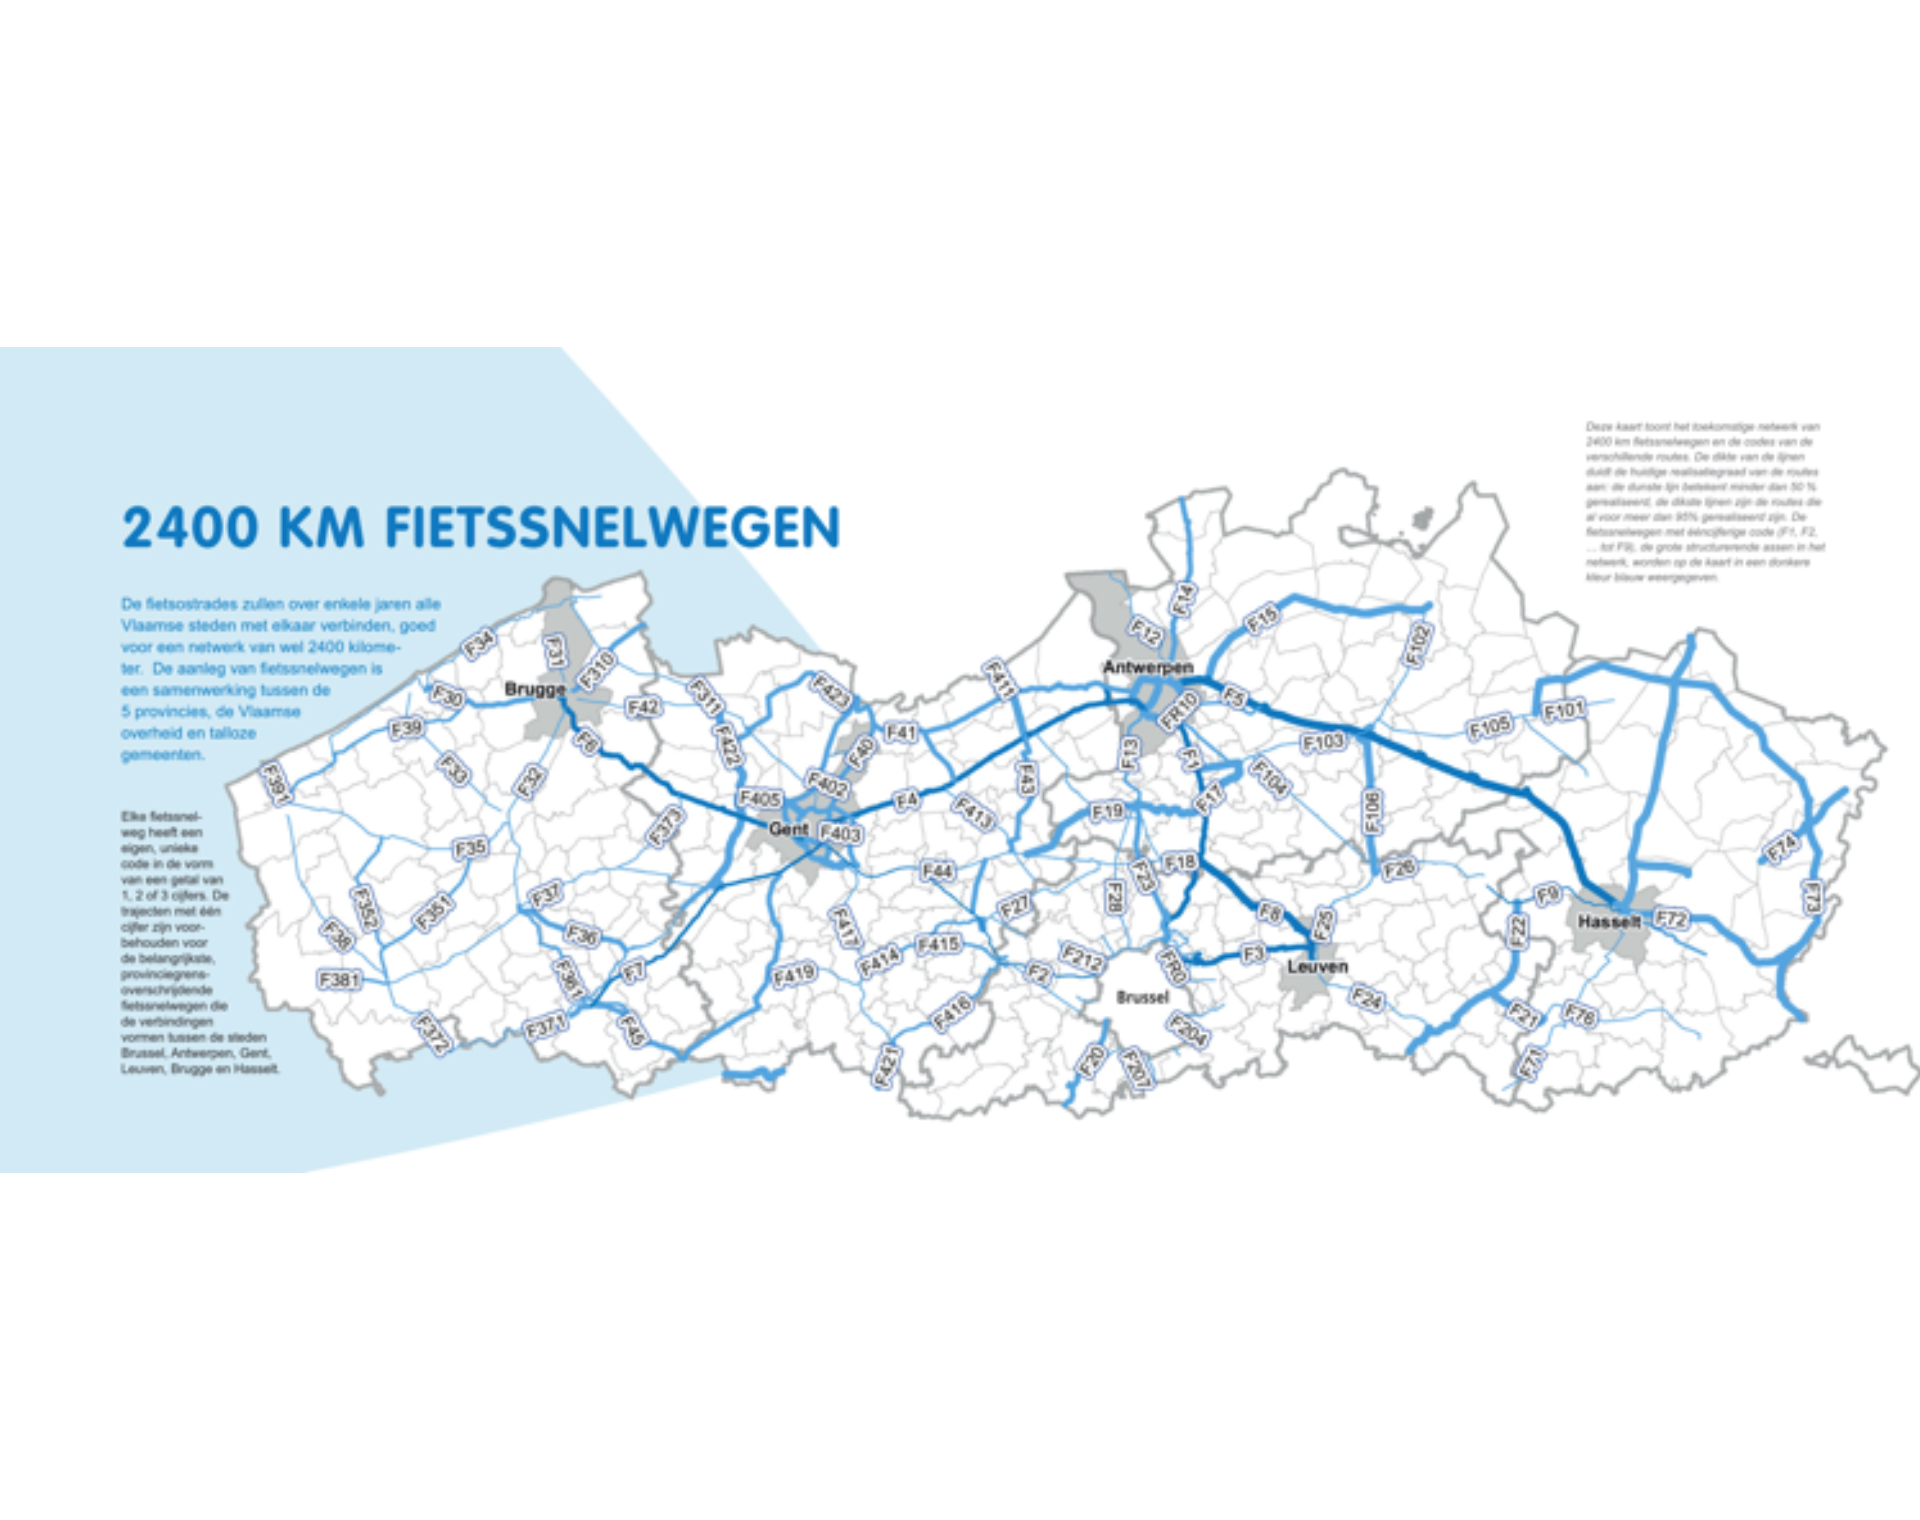 2400 KM FIETSSNELWEGEN
De fietsostrades zullen over enkele jaren alle
Vlaamse steden met elkaar verbinden, goed
voor een netwerk van wel 2400 kilome-
ter. De aanleg van fietssnelwegen is
een samenwerking tussen de
5 provincies, de Vlaamse
overheid en talloze
gemeenten.
Elke fietssnel-
weg heeft een
eigen, unieke
code in de vorm
van een getal van
1, 2 of 3 cijfers. De
trajecten met één
cijfer zijn voor-
behouden voor
de belangrijkste,
provinciegrens-
overschrijdende
fietssnelwegen die
de verbindingen
vormen tussen de steden
Brussel, Antwerpen, Gent,
Leuven, Brugge en Hasselt.
Deze kaart toont het toekomstige netwerk van
2400 km fietssnelwegen en de codes van de
verschillende routes. De dikte van de lijnen
duidt de huidige realisatiegraad van de routes
aan: de dunste lijn betekent minder dan 50 %
gerealiseerd, de dikste lijnen zijn de routes die
al voor meer dan 95% gerealiseerd zijn. De
fietssnelwegen met ééncijferige code (F1, F2,
... tot F9), de grote structurerende assen in het
netwerk, worden op de kaart in een donkere
kleur blauw weergegeven.
F34
F31
F310
F30
Brugge
F39
F42
F311
F6
F422
F423
F391
F33
F32
F41
F40
F411
F402
F405
F4
F43
F413
Gent
F403
F373
F35
F37
F352
F351
F38
F36
F381
F361
F7
F417
F44
F27
F414
F415
F419
F2
F212
F416
F372
F371
F45
F421
F14
F12
F15
F102
Antwerpen
F5
FR10
F13
F1
F103
F105
F101
F104
F17
F19
F106
F18
F23
F28
F26
F8
F25
F9
F22
Hasselt
F72
F74
F73
FR0
F3
Leuven
Brussel
F24
F204
F20
F207
F21
F76
F71